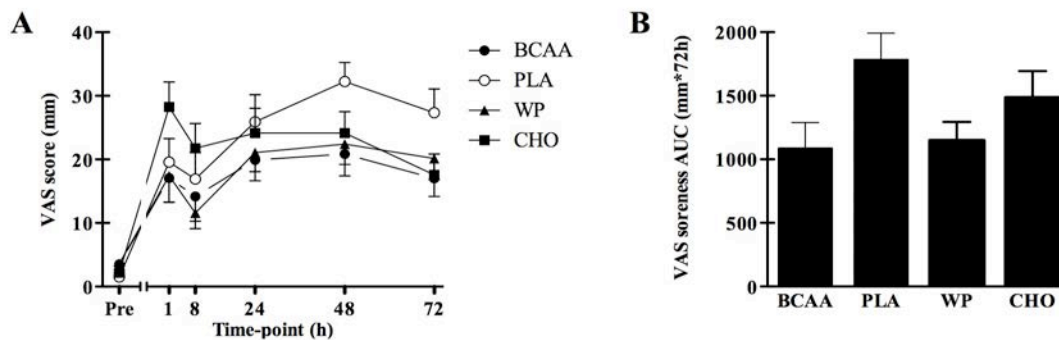 A
VAS score (mm)
40
30
20
10
0
Pre
1
8
24
48
72
Time-point (h)
BCAA
PLA
WP
CHO
B
VAS soreness AUC (mm*72h)
2000
1500
1000
500
0
BCAA
PLA
WP
CHO